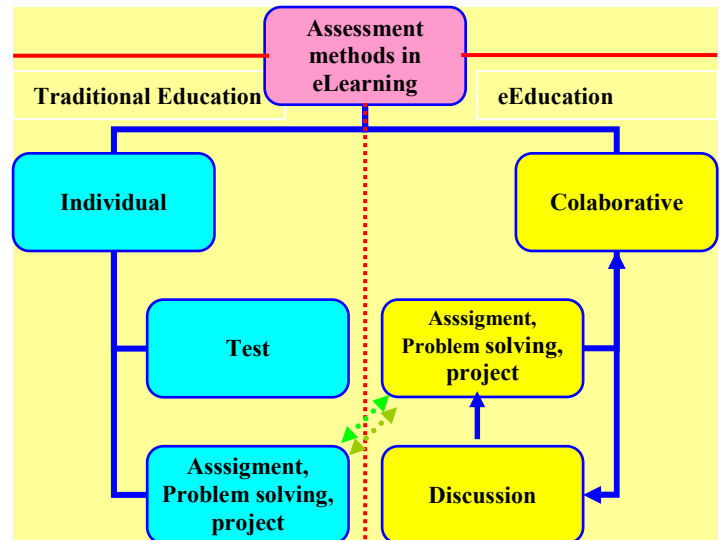 Assessment
methods in
eLearning
Traditional Education
eEducation
Individual
Colaborative
Test
Asssigment,
Problem solving,
project
Asssigment,
Problem solving,
project
Discussion